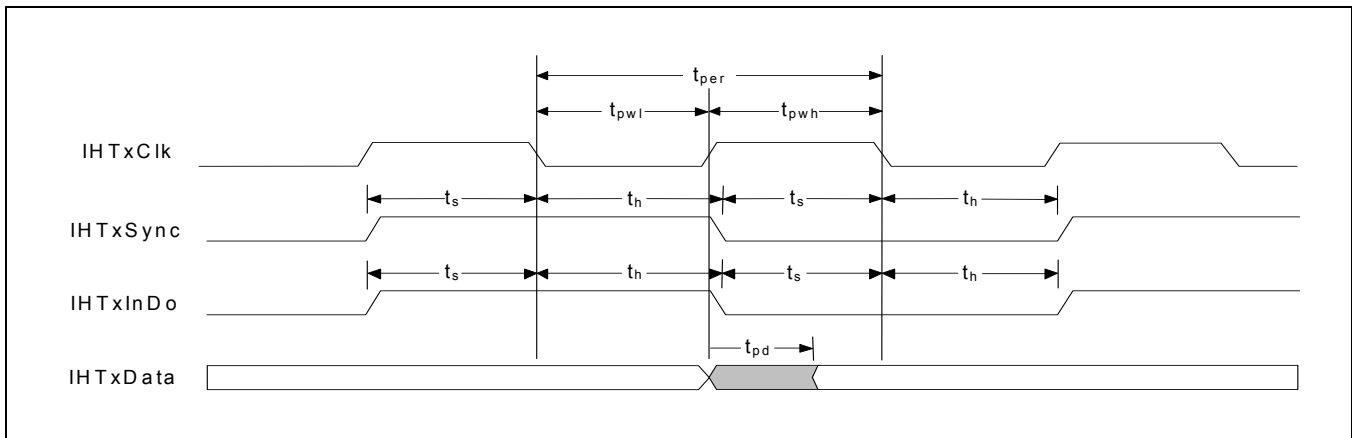 tper
tpwl tpwh
IHTxClk
ts th ts th
IHTxSync
ts th ts th
IHTxInDo
tpd
IHTxData